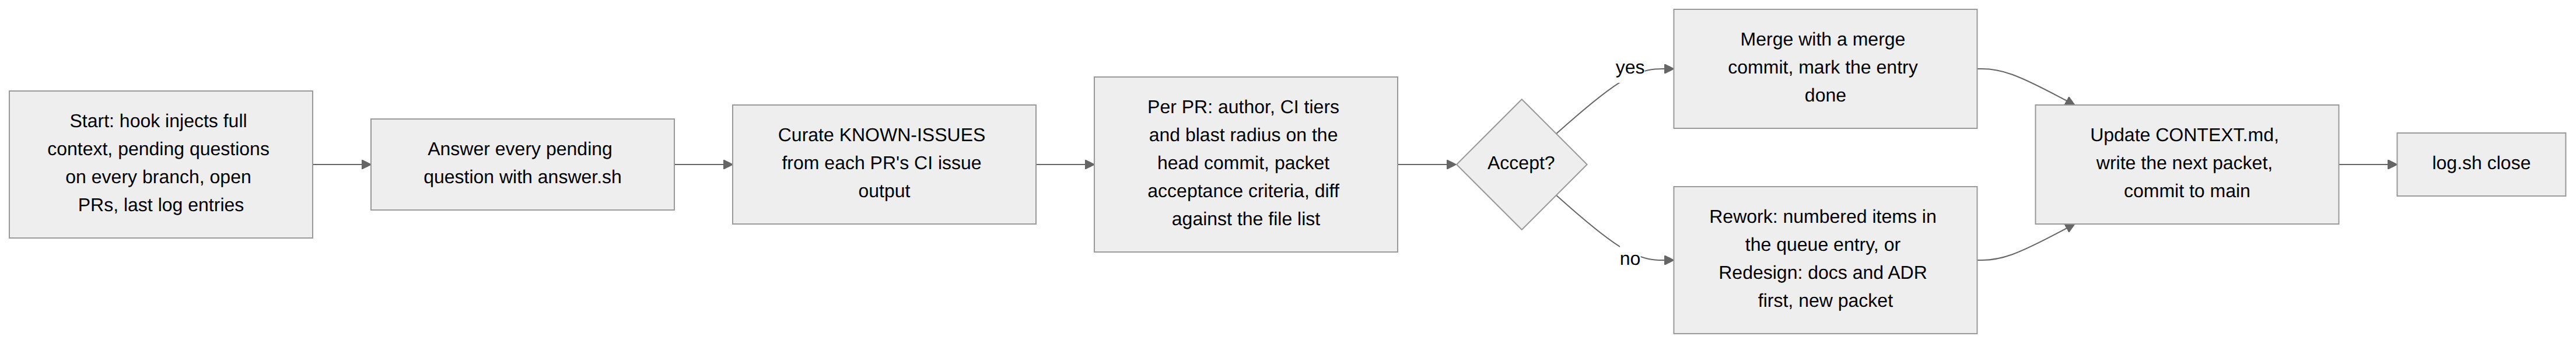 Start: hook injects full
context, pending questions
on every branch, open
PRs, last log entries
Answer every pending
question with answer.sh
Curate KNOWN-ISSUES
from each PR's CI issue
output
Per PR: author, CI tiers
and blast radius on the
head commit, packet
acceptance criteria, diff
against the file list
Accept?
yes
Merge with a merge
commit, mark the entry
done
no
Rework: numbered items in
the queue entry, or
Redesign: docs and ADR
first, new packet
Update CONTEXT.md,
write the next packet,
commit to main
log.sh close